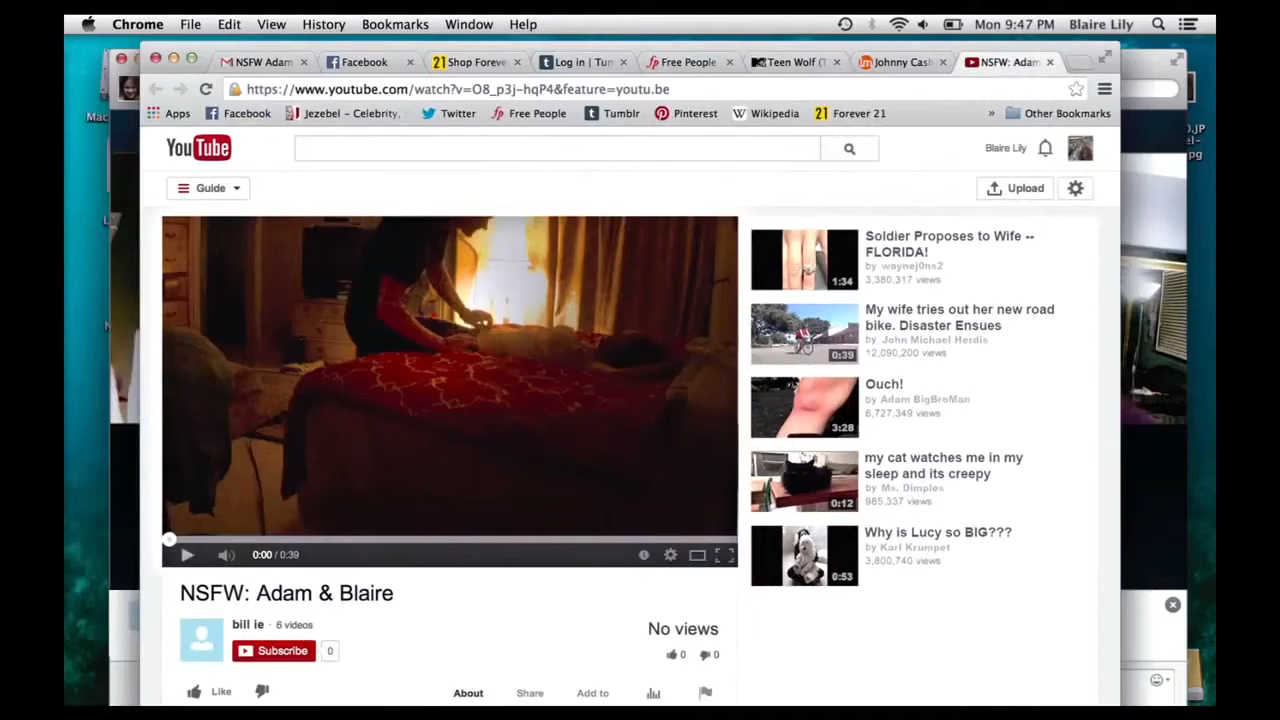 Chrome File Edit View History Bookmarks Window Help Mon 9:47 PM Blaire Lily
NSFW Adam Facebook Shop Foreve Log in | Tum Free People Teen Wolf (T Johnny Cash NSFW: Adam
https://www.youtube.com/watch?v=O8_p3j-hqP4&feature=youtu.be
Apps Facebook Jezebel – Celebrity, Twitter Free People Tumblr Pinterest Wikipedia Forever 21 » Other Bookmarks
YouTube
Blaire Lily
Guide
Upload
Soldier Proposes to Wife --
FLORIDA!
by waynej0ns2
3,380,317 views
1:34
My wife tries out her new road
bike. Disaster Ensues
by John Michael Herdis
12,090,200 views
0:39
Ouch!
by Adam BigBroMan
6,727,349 views
3:28
my cat watches me in my
sleep and its creepy
by Ms. Dimples
985,337 views
0:12
Why is Lucy so BIG???
by Karl Krumpet
3,800,740 views
0:53
0:00 / 0:39
NSFW: Adam & Blaire
bill ie · 6 videos
Subscribe 0
No views
0 0
Like
About Share Add to